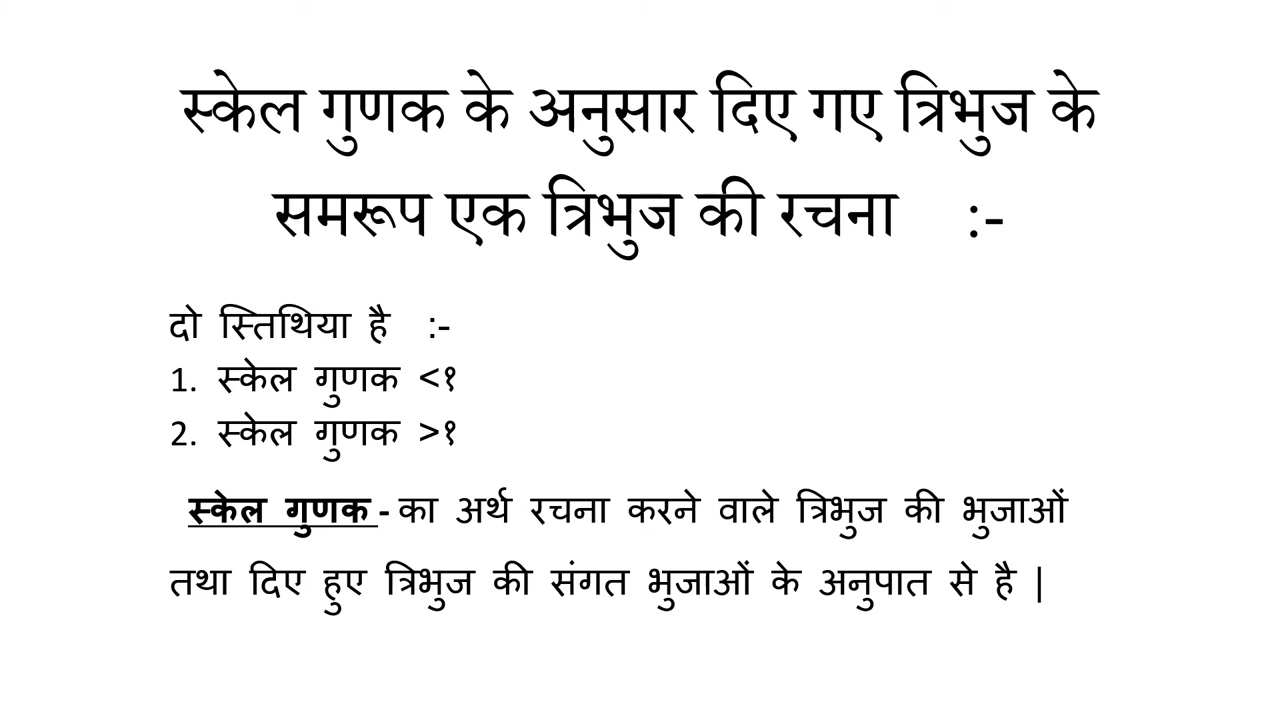 स्केल गुणक के अनुसार दिए गए त्रिभुज के
समरूप एक त्रिभुज की रचना :-
दो स्तिथिया है :-
1. स्केल गुणक <१
2. स्केल गुणक >१
स्केल गुणक - का अर्थ रचना करने वाले त्रिभुज की भुजाओं
तथा दिए हुए त्रिभुज की संगत भुजाओं के अनुपात से है |